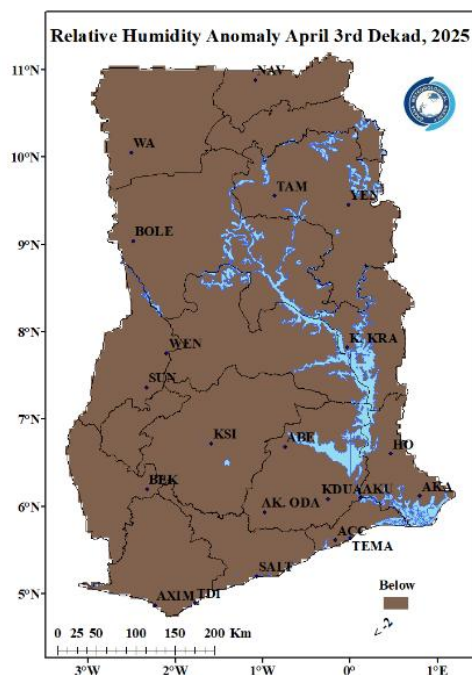 Relative Humidity Anomaly April 3rd Dekad, 2025
11°N
NAV
WA
10°N
TAM
YEN
BOLE
9°N
8°N
K. KRA
WEN
SUN
7°N
KSI
ABE
HO
BEK
KDUA
AKU
AKA
6°N
AK. ODA
ACC
TEMA
SALT
5°N
AXIM
TDI
Below
< -2
0 25 50 100 150 200 Km
3°W 2°W 1°W 0° 1°E